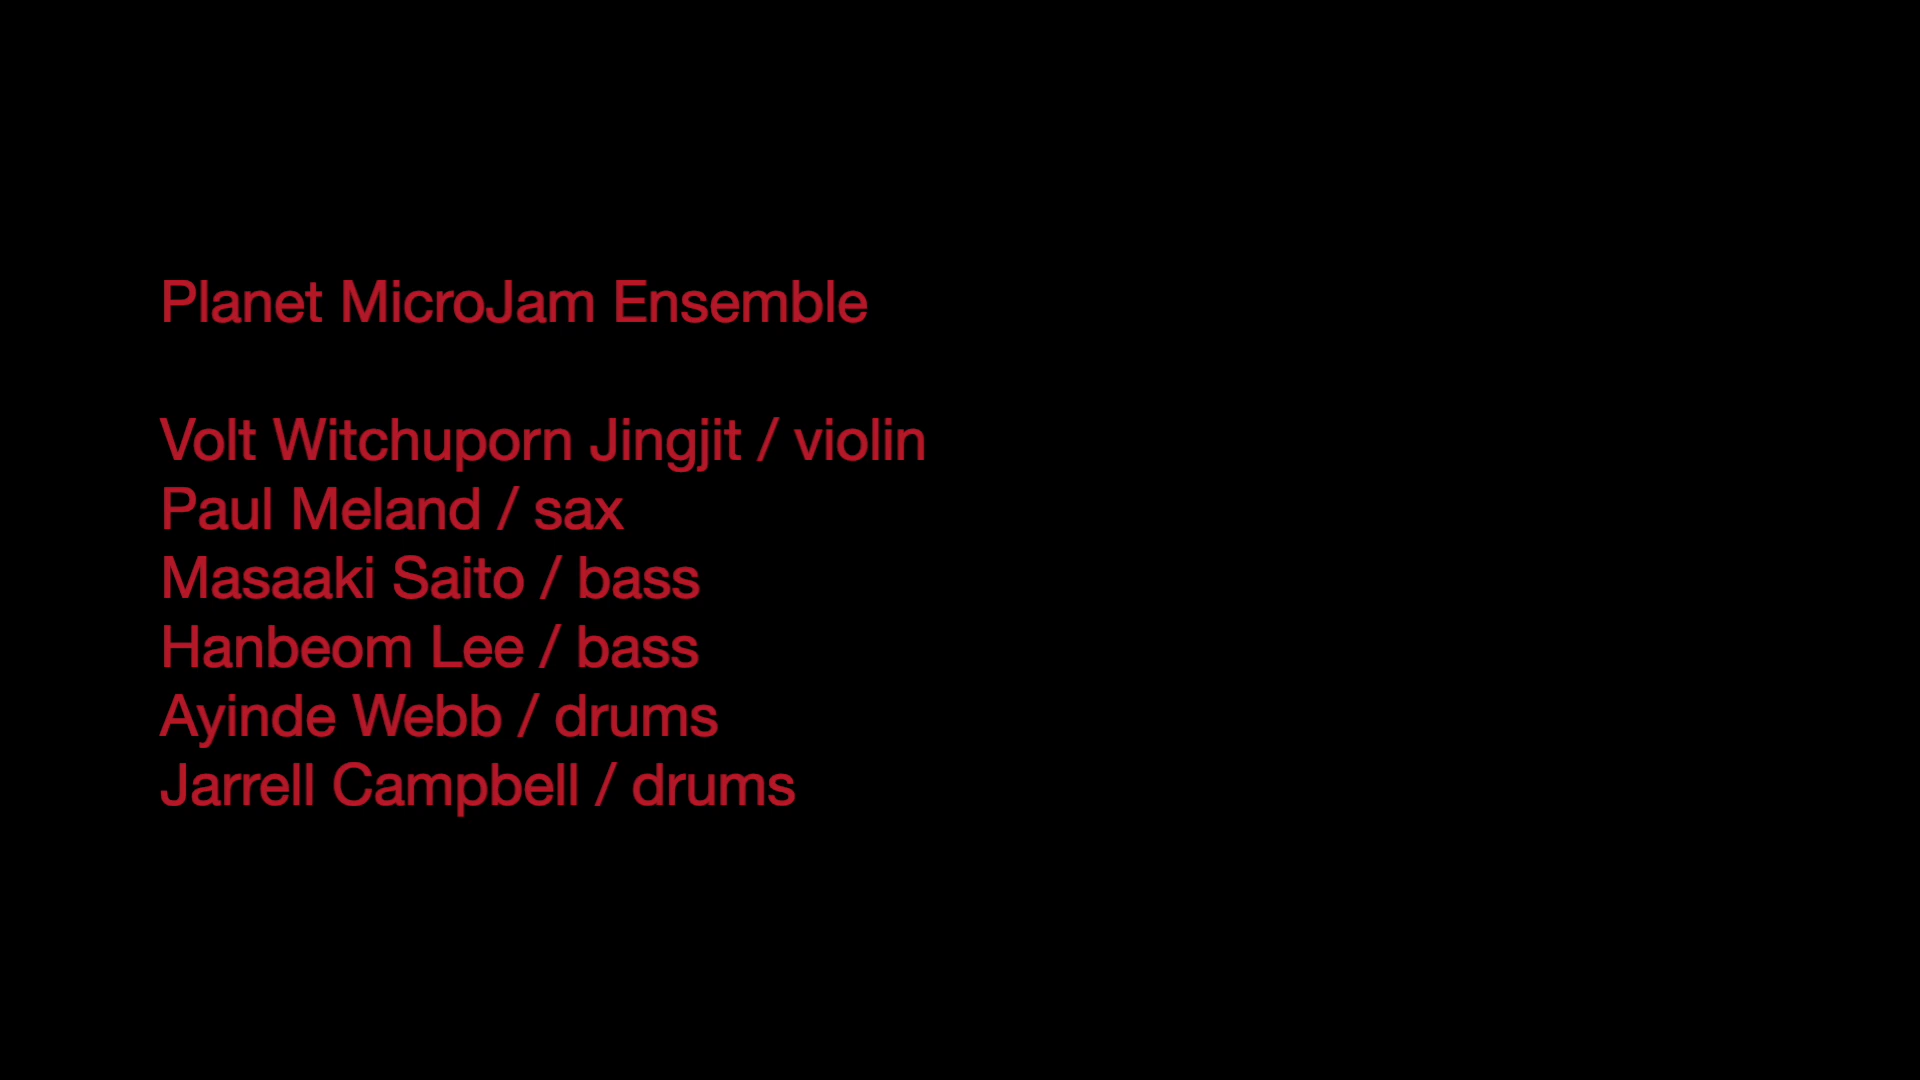 Planet MicroJam Ensemble
Volt Witchuporn Jingjit / violin
Paul Meland / sax
Masaaki Saito / bass
Hanbeom Lee / bass
Ayinde Webb / drums
Jarrell Campbell / drums